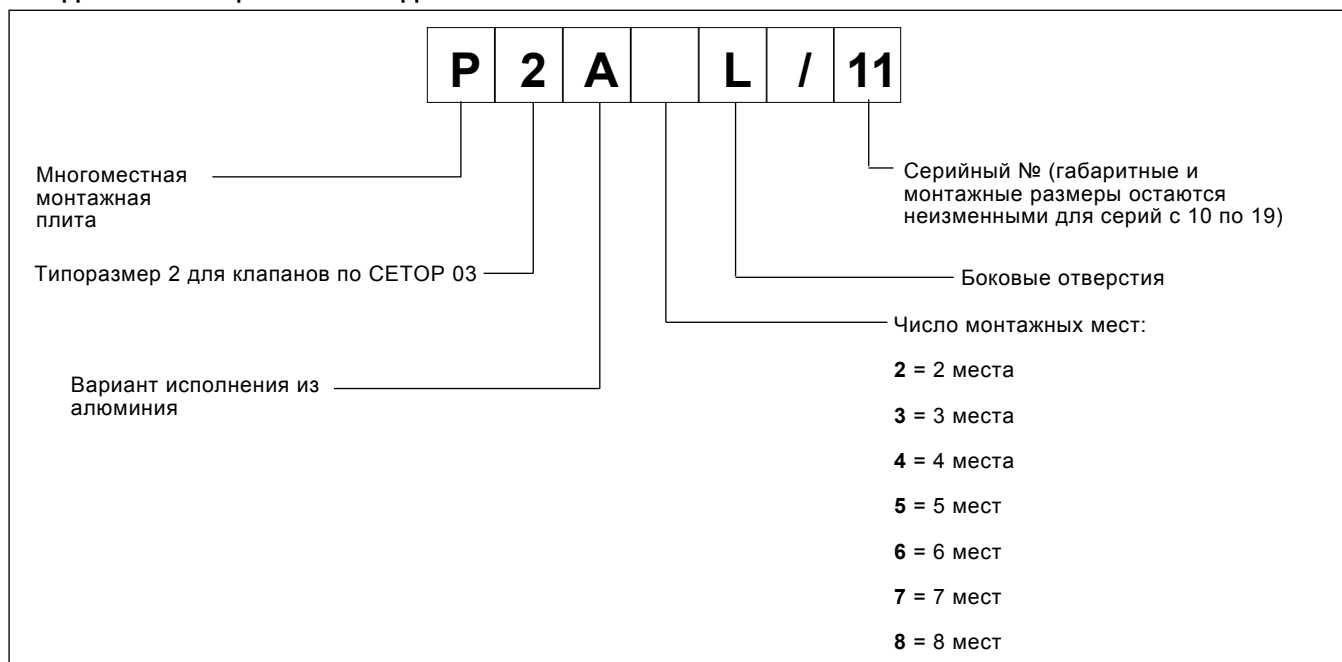 P 2 A L / 11
Многоместная
монтажная
плита
Типоразмер 2 для клапанов по CETOP 03
Вариант исполнения из
алюминия
Серийный № (габаритные и
монтажные размеры остаются
неизменными для серий с 10 по 19)
Боковые отверстия
Число монтажных мест:
2 = 2 места
3 = 3 места
4 = 4 места
5 = 5 мест
6 = 6 мест
7 = 7 мест
8 = 8 мест